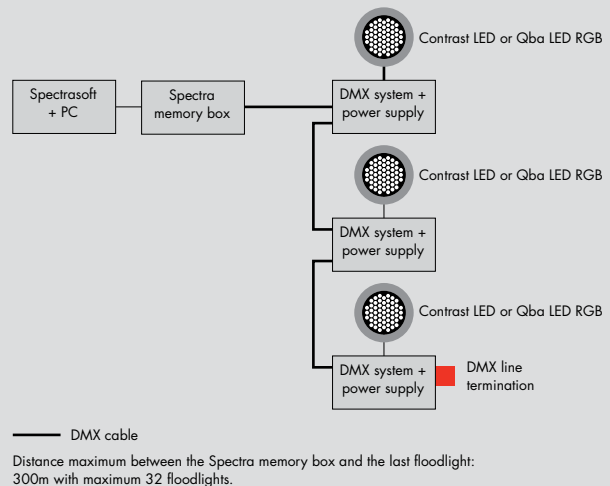 Contrast LED or Qba LED RGB
Spectrasoft
+ PC
Spectra
memory box
DMX system +
power supply
Contrast LED or Qba LED RGB
DMX system +
power supply
Contrast LED or Qba LED RGB
DMX system +
power supply
DMX line
termination
DMX cable
Distance maximum between the Spectra memory box and the last floodlight:
300m with maximum 32 floodlights.